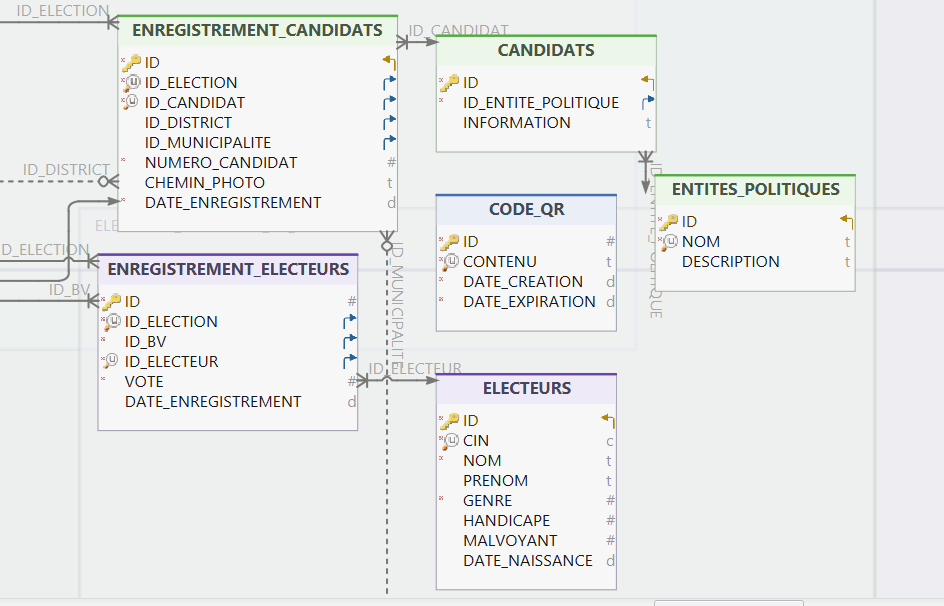 ID_ELECTION
ENREGISTREMENT_CANDIDATS
ID
ID_ELECTION
ID_CANDIDAT
ID_DISTRICT
ID_MUNICIPALITE
NUMERO_CANDIDAT #
CHEMIN_PHOTO t
DATE_ENREGISTREMENT d
ID_CANDIDAT
CANDIDATS
ID
ID_ENTITE_POLITIQUE
INFORMATION t
ID_DISTRICT
ENTITES_POLITIQUES
ID
NOM t
DESCRIPTION t
CODE_QR
ID #
CONTENU t
DATE_CREATION d
DATE_EXPIRATION d
D_ELECTION
ID_BV
ENREGISTREMENT_ELECTEURS
ID #
ID_ELECTION
ID_BV
ID_ELECTEUR
VOTE #
DATE_ENREGISTREMENT d
ID_MUNICIPALITE
ID_ELECTEUR
ELECTEURS
ID
CIN c
NOM t
PRENOM t
GENRE #
HANDICAPE #
MALVOYANT #
DATE_NAISSANCE d